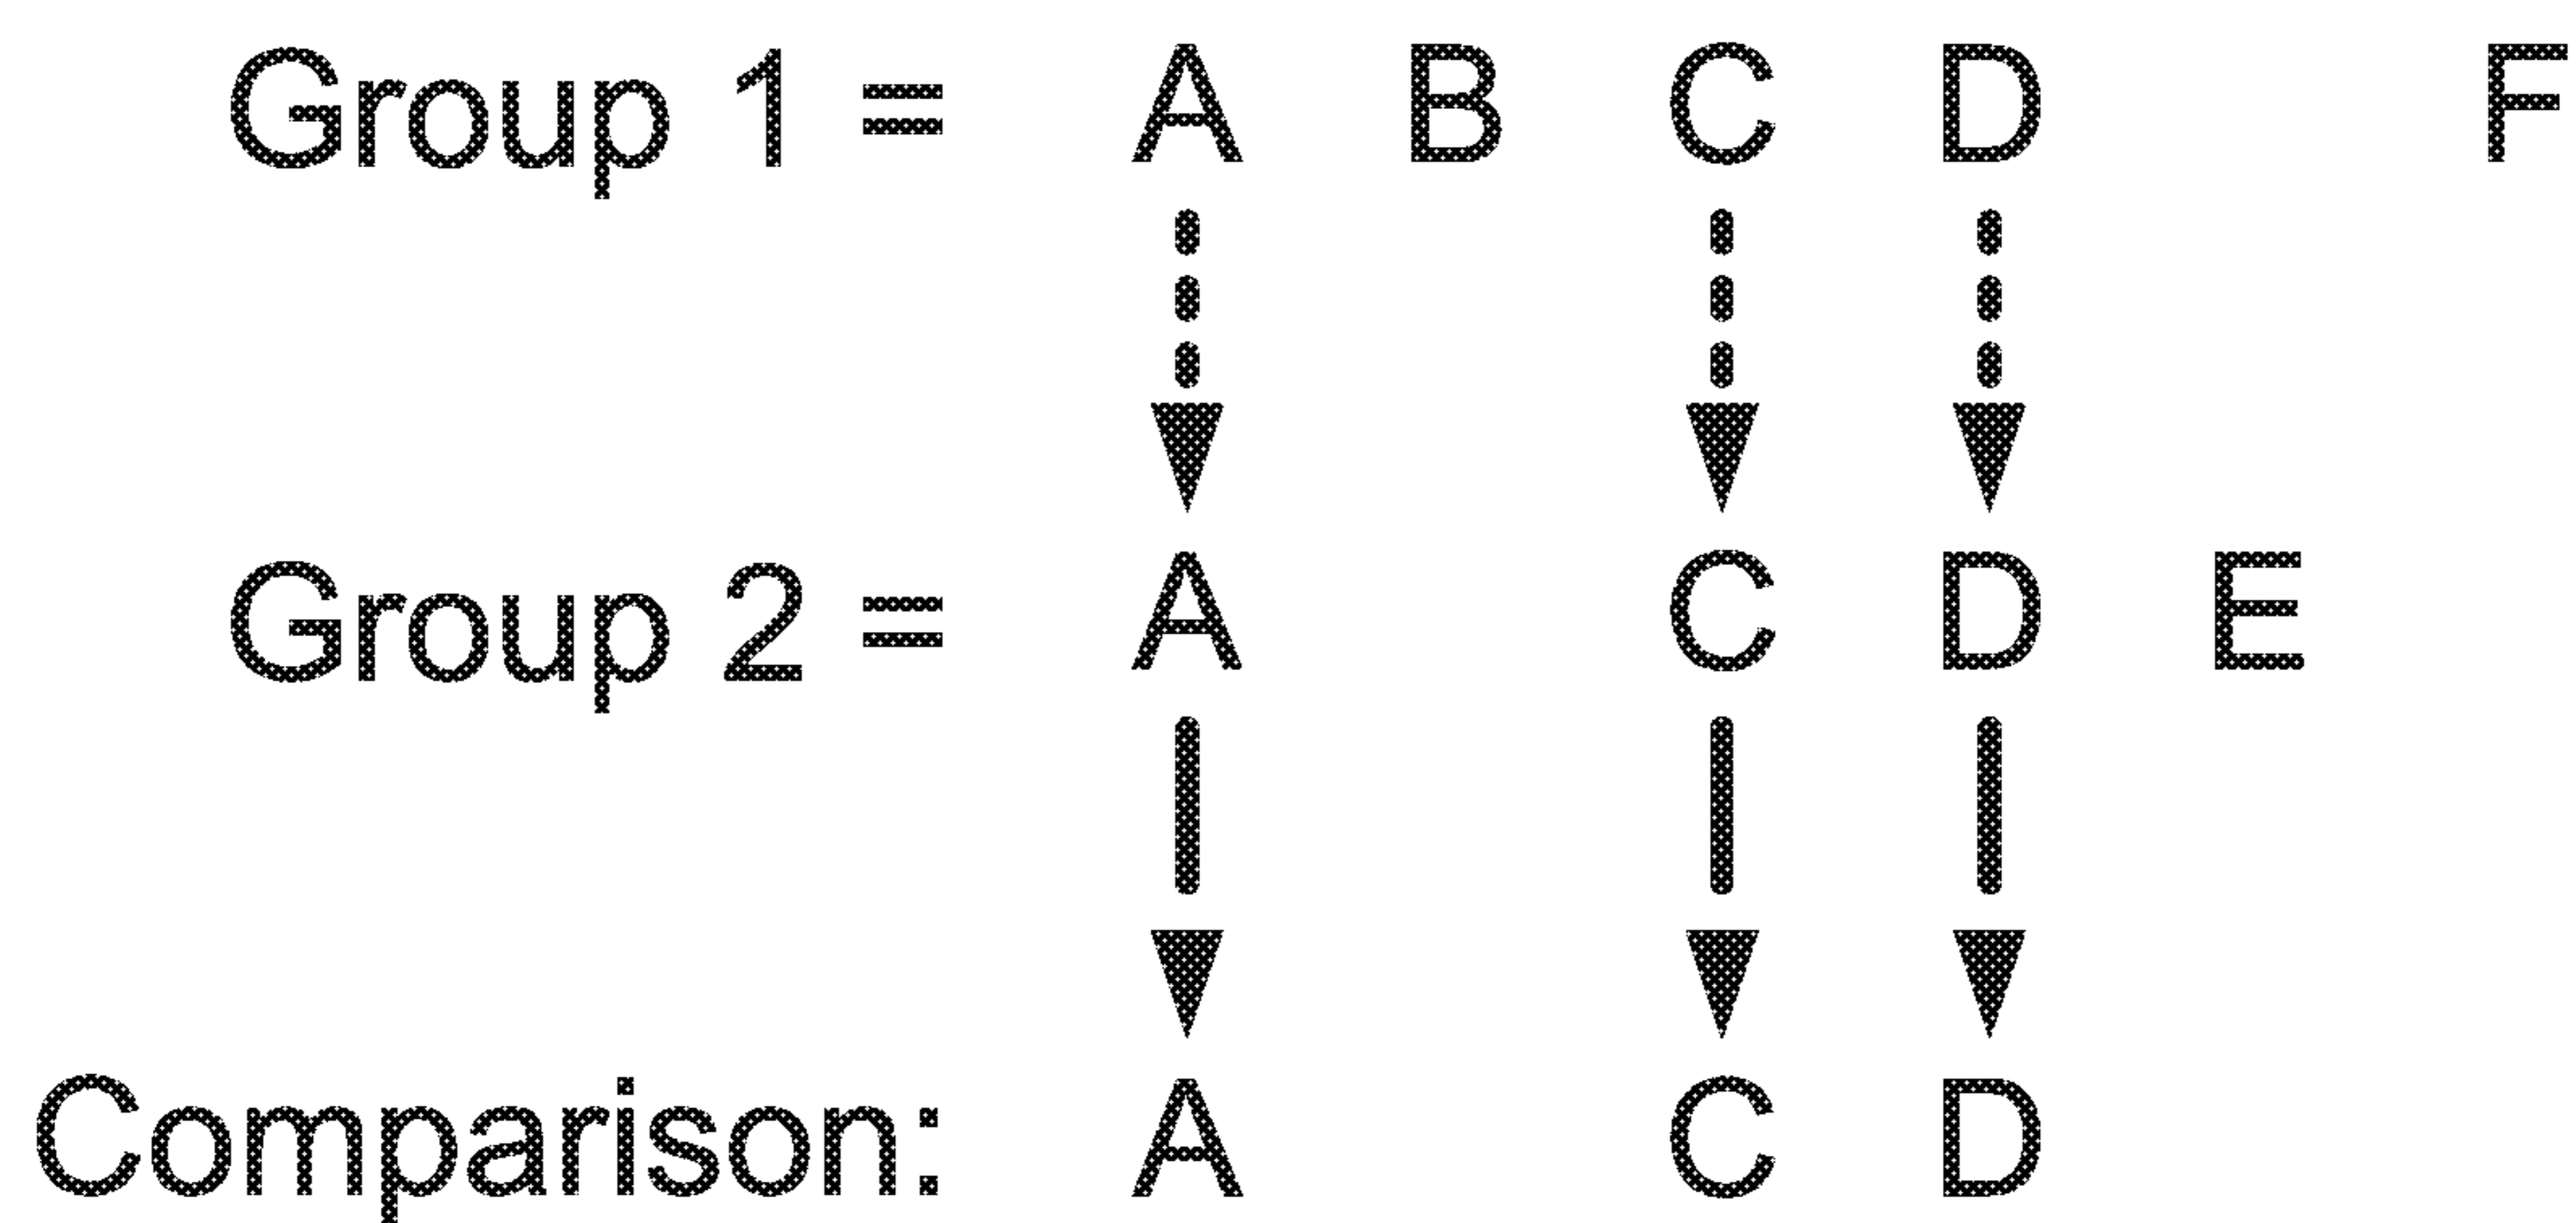 Group 1 = A B C D F
Group 2 = A C D E
Comparison: A C D